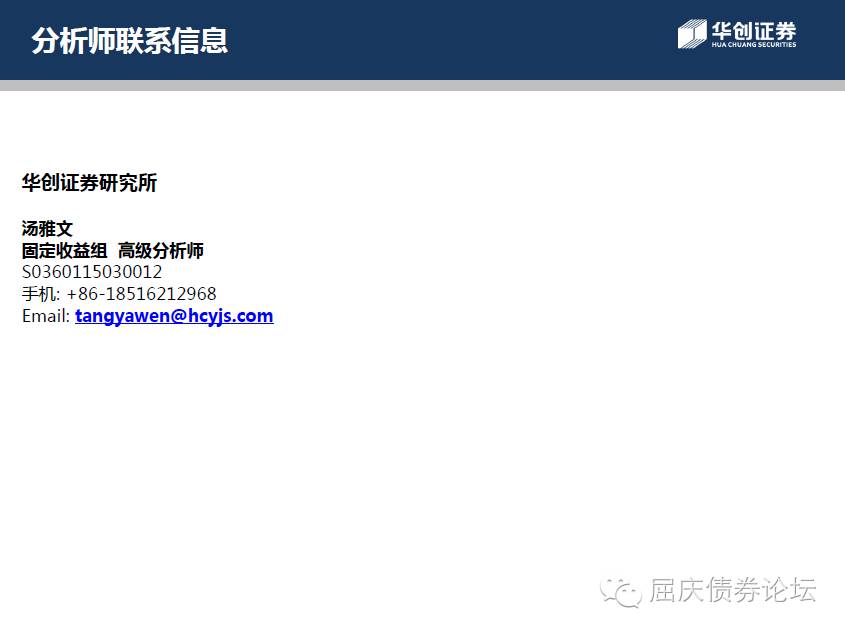 分析师联系信息
华创证券
HUA CHUANG SECURITIES
华创证券研究所
汤雅文
固定收益组 高级分析师
S0360115030012
手机: +86-18516212968
Email: tangyawen@hcyjs.com
屈庆债券论坛